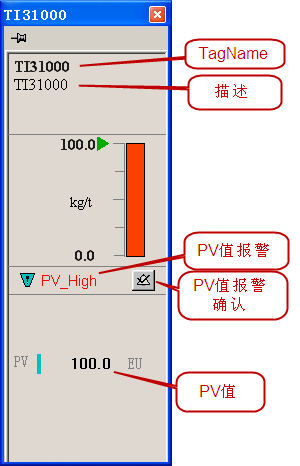 TI31000
TI31000
TI31000
TagName
描述
100.0
kg/t
0.0
PV_High
PV值报警
PV值报警
确认
PV
100.0
EU
PV值